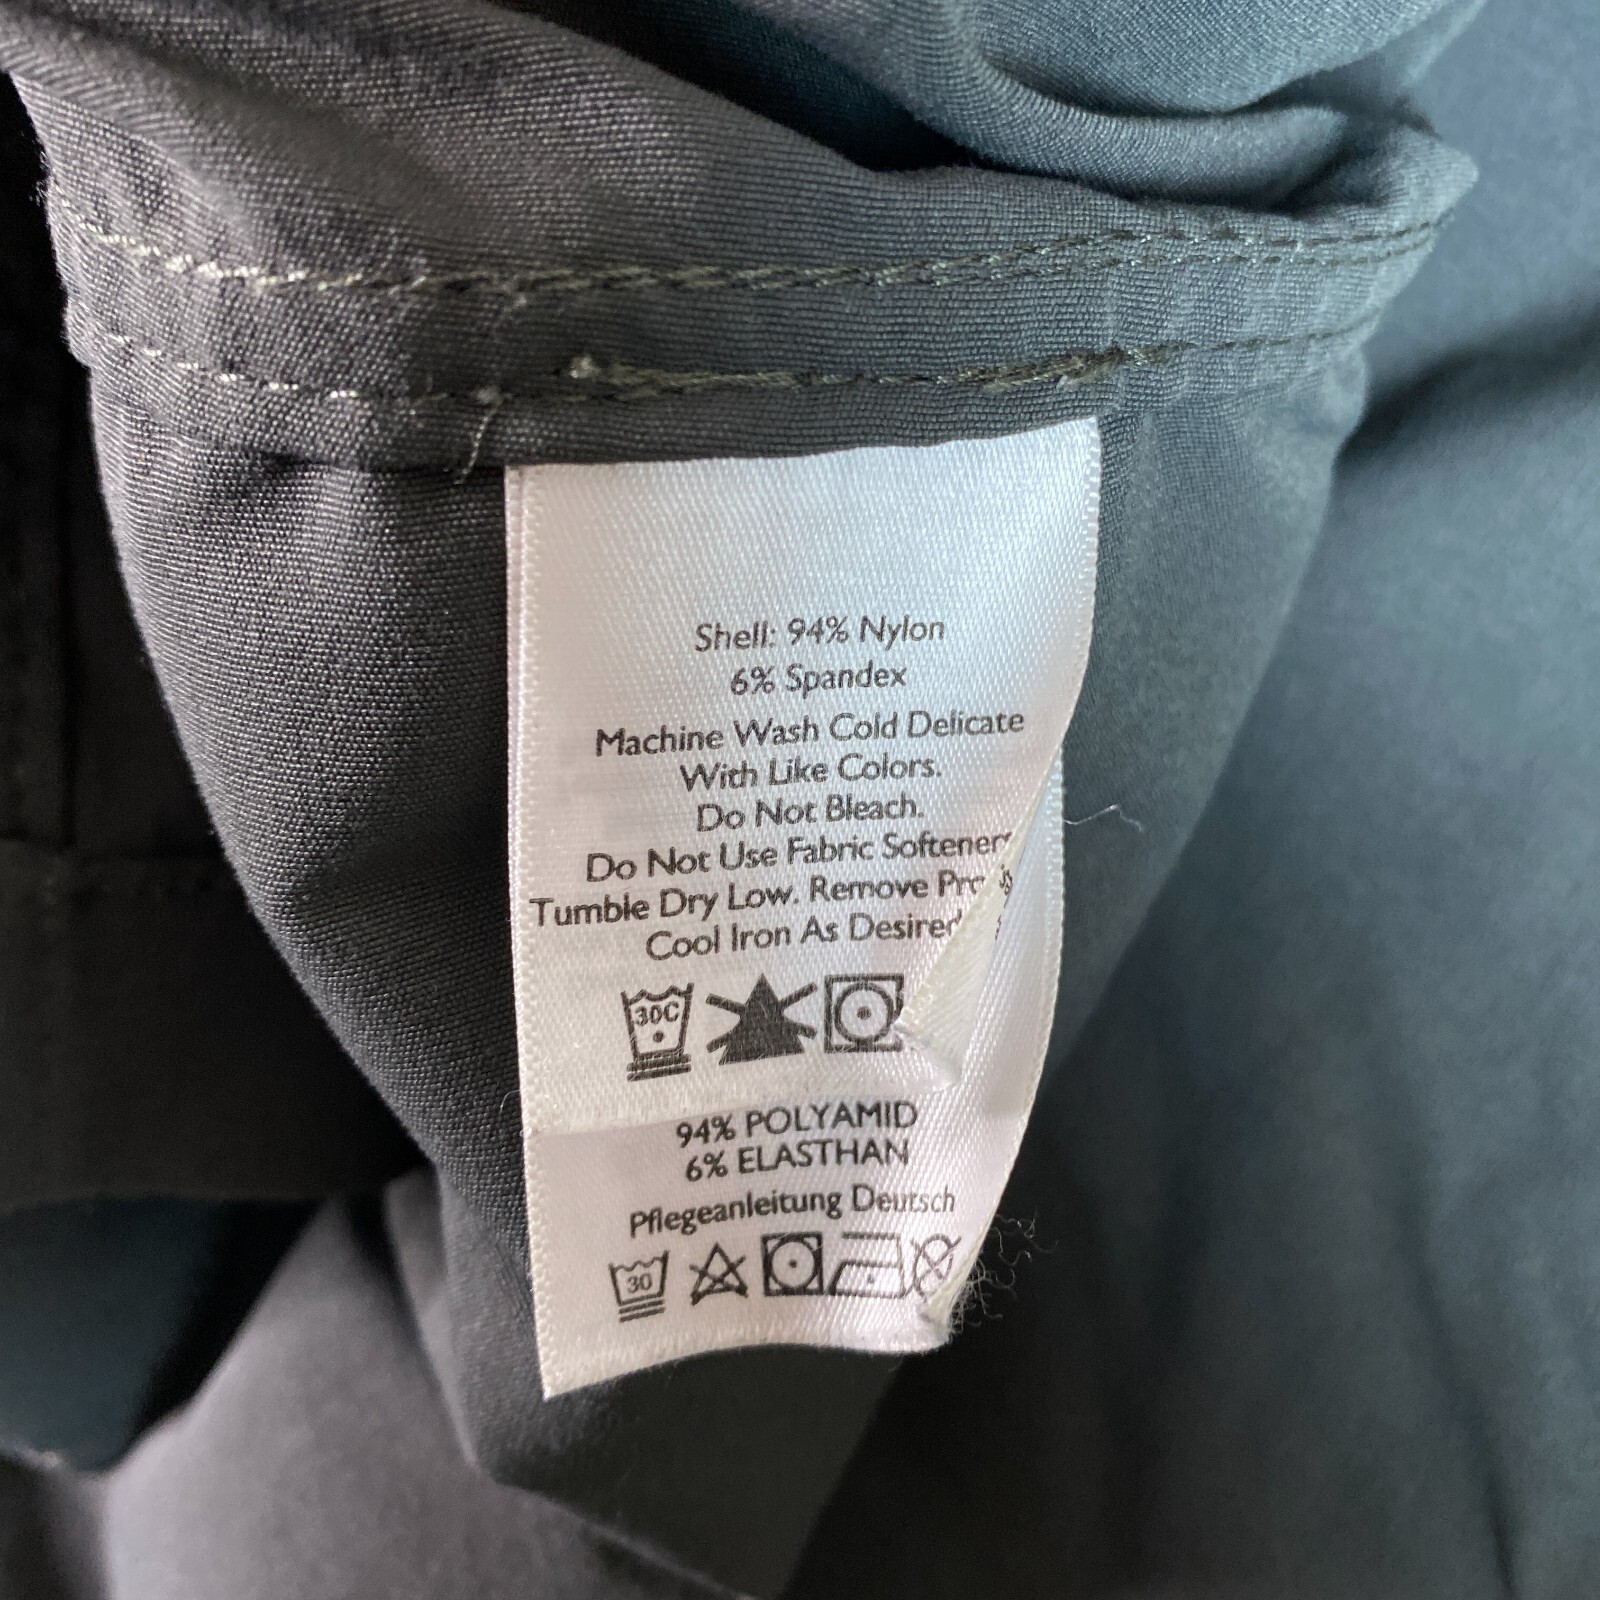 Shell: 94% Nylon
6% Spandex
Machine Wash Cold Delicate
With Like Colors.
Do Not Bleach.
Do Not Use Fabric Softener
Tumble Dry Low. Remove
Cool Iron As Desired
30C
94% POLYAMID
6% ELASTHAN
Pflegeanleitung Deutsch
30